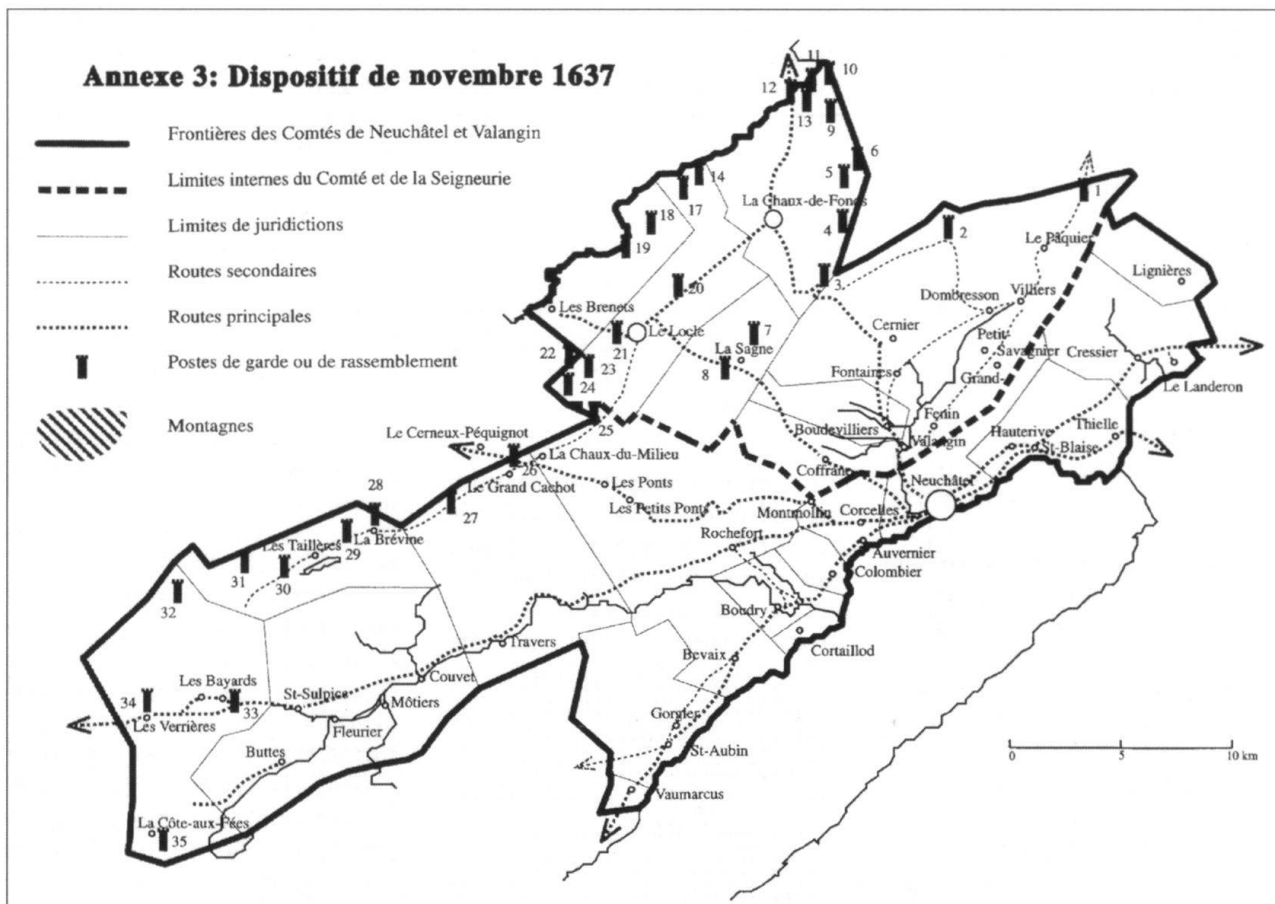 Annexe 3: Dispositif de novembre 1637
Frontières des Comtés de Neuchâtel et Valangin
Limites internes du Comté et de la Seigneurie
Limites de juridictions
Routes secondaires
Routes principales
Postes de garde ou de rassemblement
Montagnes
11
10
12
13
9
6
5
14
17
La Chaux-de-Fonds
18
4
19
1
2
Le Pâquier
Lignières
3
20
Les Brenets
Dombresson
Villiers
Le Locle
21
7
La Sagne
8
Cernier
Petit-
Savagnier
Grand-
Cressier
22
23
24
Fontaines
Le Landeron
25
Boudevilliers
Fenin
Valangin
Hauterive
St-Blaise
Thielle
Le Cerneux-Péquignot
La Chaux-du-Milieu
26
Coffrane
Neuchâtel
Le Grand Cachot
Les Ponts
Les Petits Ponts
Montmollin
Corcelles
28
27
Rochefort
La Brévine
29
Les Taillères
Auvernier
31
30
Colombier
32
Boudry
Travers
Bevaix
Cortaillod
Couvet
Les Bayards
St-Sulpice
Môtiers
34
33
Les Verrières
Fleurier
Gorgier
St-Aubin
Buttes
Vaumarcus
0
5
10 km
La Côte-aux-Fées
35